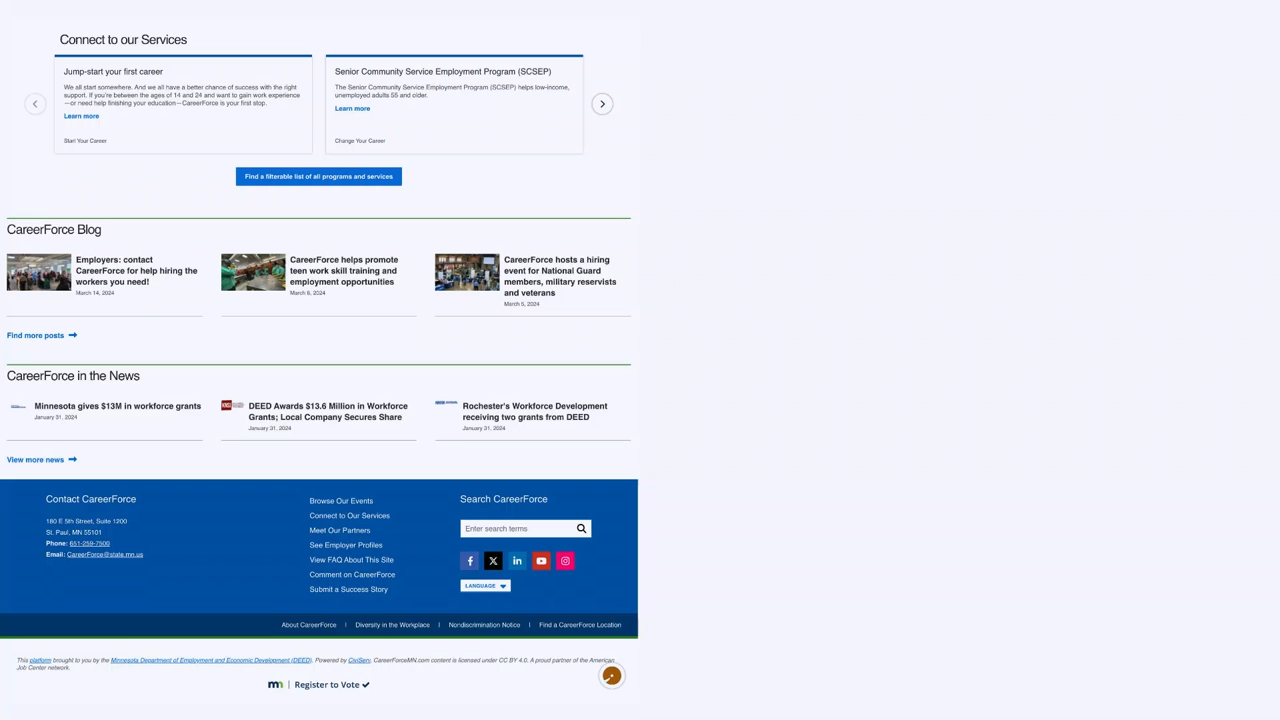 Connect to our Services
Jump-start your first career
We all start somewhere. And we all have a better chance of success with the right
support. If you're between the ages of 14 and 24 and want to gain work experience
—or need help finishing your education—CareerForce is your first stop.
Learn more
Start Your Career
Senior Community Service Employment Program (SCSEP)
The Senior Community Service Employment Program (SCSEP) helps low-income,
unemployed adults 55 and older.
Learn more
Change Your Career
Find a filterable list of all programs and services
CareerForce Blog
Employers: contact
CareerForce for help hiring the
workers you need!
March 14, 2024
CareerForce helps promote
teen work skill training and
employment opportunities
March 8, 2024
CareerForce hosts a hiring
event for National Guard
members, military reservists
and veterans
March 5, 2024
Find more posts
CareerForce in the News
Minnesota gives $13M in workforce grants
January 31, 2024
DEED Awards $13.6 Million in Workforce
Grants; Local Company Secures Share
January 31, 2024
Rochester's Workforce Development
receiving two grants from DEED
January 31, 2024
View more news
Contact CareerForce
180 E 5th Street, Suite 1200
St. Paul, MN 55101
Phone: 651-259-7500
Email: CareerForce@state.mn.us
Browse Our Events
Connect to Our Services
Meet Our Partners
See Employer Profiles
View FAQ About This Site
Comment on CareerForce
Submit a Success Story
Search CareerForce
Enter search terms
LANGUAGE
About CareerForce | Diversity in the Workplace | Nondiscrimination Notice | Find a CareerForce Location
This platform brought to you by the Minnesota Department of Employment and Economic Development (DEED). Powered by CiviServ. CareerForceMN.com content is licensed under CC BY 4.0. A proud partner of the American
Job Center network.
mn | Register to Vote